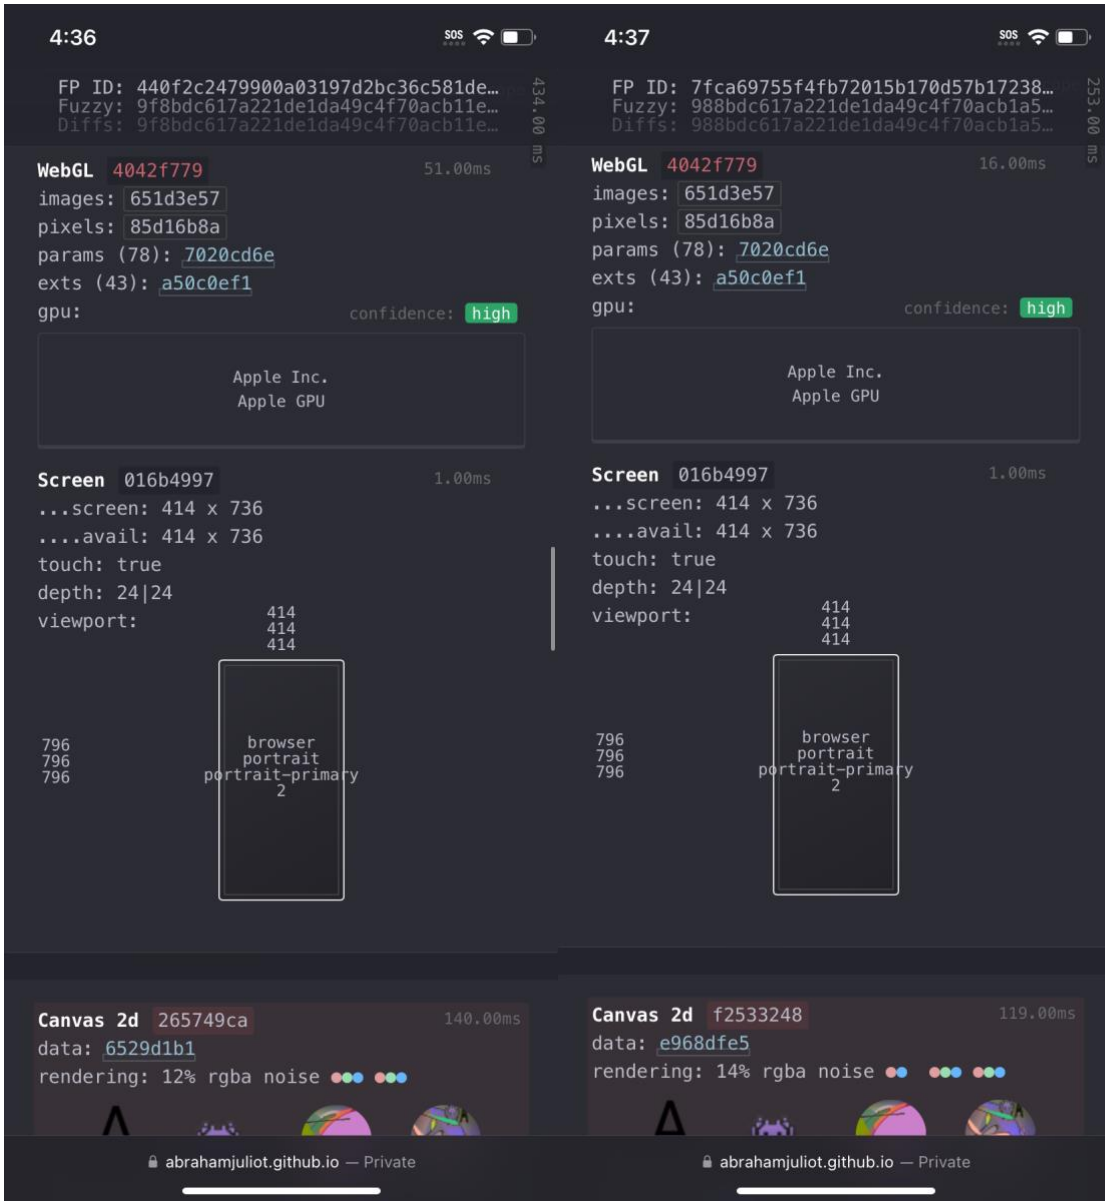 4:36
SOS
FP ID: 440f2c2479900a03197d2bc36c581de…
Fuzzy: 9f8bdc617a221de1da49c4f70acb11e…
Diffs: 9f8bdc617a221de1da49c4f70acb11e…
434.00 ms
WebGL 4042f779 51.00ms
images: 651d3e57
pixels: 85d16b8a
params (78): 7020cd6e
exts (43): a50c0ef1
gpu: confidence: high
Apple Inc.
Apple GPU
Screen 016b4997 1.00ms
...screen: 414 x 736
....avail: 414 x 736
touch: true
depth: 24|24
viewport:
414
414
414
796
796
796
browser
portrait
portrait-primary
2
Canvas 2d 265749ca 140.00ms
data: 6529d1b1
rendering: 12% rgba noise
A
abrahamjuliot.github.io — Private
4:37
SOS
FP ID: 7fca69755f4fb72015b170d57b17238…
Fuzzy: 988bdc617a221de1da49c4f70acb1a5…
Diffs: 988bdc617a221de1da49c4f70acb1a5…
253.00 ms
WebGL 4042f779 16.00ms
images: 651d3e57
pixels: 85d16b8a
params (78): 7020cd6e
exts (43): a50c0ef1
gpu: confidence: high
Apple Inc.
Apple GPU
Screen 016b4997 1.00ms
...screen: 414 x 736
....avail: 414 x 736
touch: true
depth: 24|24
viewport:
414
414
414
796
796
796
browser
portrait
portrait-primary
2
Canvas 2d f2533248 119.00ms
data: e968dfe5
rendering: 14% rgba noise
A
abrahamjuliot.github.io — Private